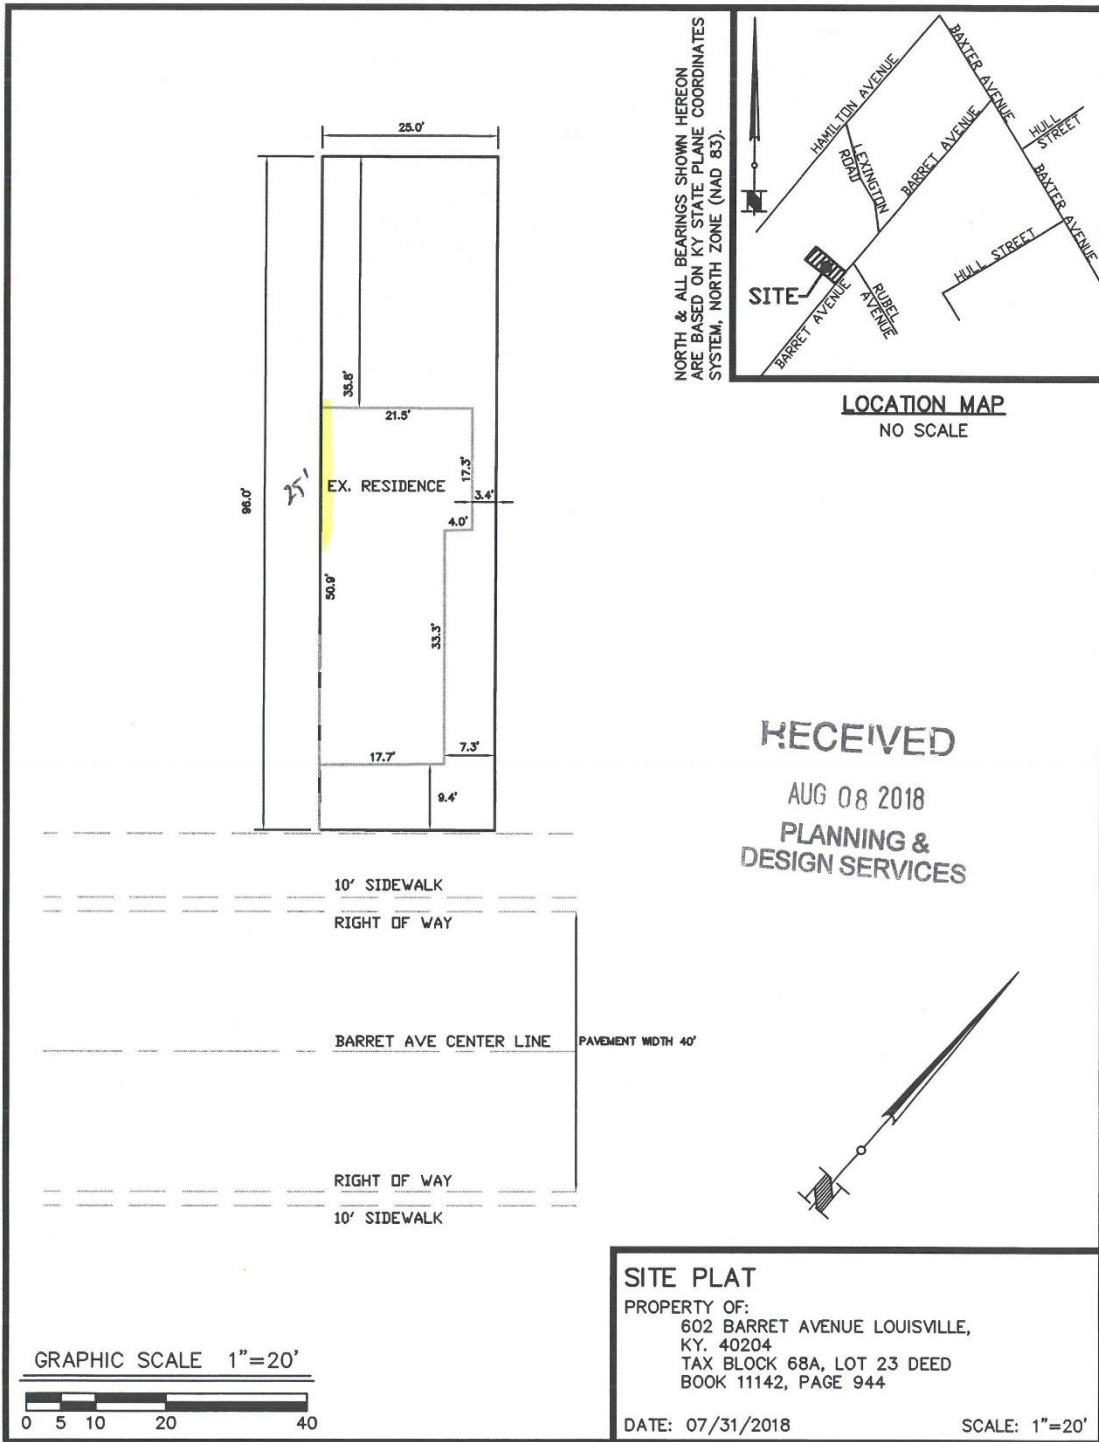 NORTH & ALL BEARINGS SHOWN HEREON
ARE BASED ON KY STATE PLANE COORDINATES
SYSTEM, NORTH ZONE (NAD 83).
HAMILTON AVENUE
BAXTER AVENUE
HULL
STREET
LEXINGTON
ROAD
BARRET AVENUE
BAXTER AVENUE
HULL STREET
SITE
BARRET AVENUE
RUBEL
AVENUE
LOCATION MAP
NO SCALE
25.0'
35.8'
21.5'
96.0'
25'
EX. RESIDENCE
17.3'
3.4'
4.0'
50.9'
33.3'
17.7'
7.3'
9.4'
RECEIVED
AUG 08 2018
PLANNING &
DESIGN SERVICES
10' SIDEWALK
RIGHT OF WAY
BARRET AVE CENTER LINE
PAVEMENT WIDTH 40'
RIGHT OF WAY
10' SIDEWALK
GRAPHIC SCALE 1"=20'
0 5 10 20 40
SITE PLAT
PROPERTY OF:
602 BARRET AVENUE LOUISVILLE,
KY. 40204
TAX BLOCK 68A, LOT 23 DEED
BOOK 11142, PAGE 944
DATE: 07/31/2018 SCALE: 1"=20'